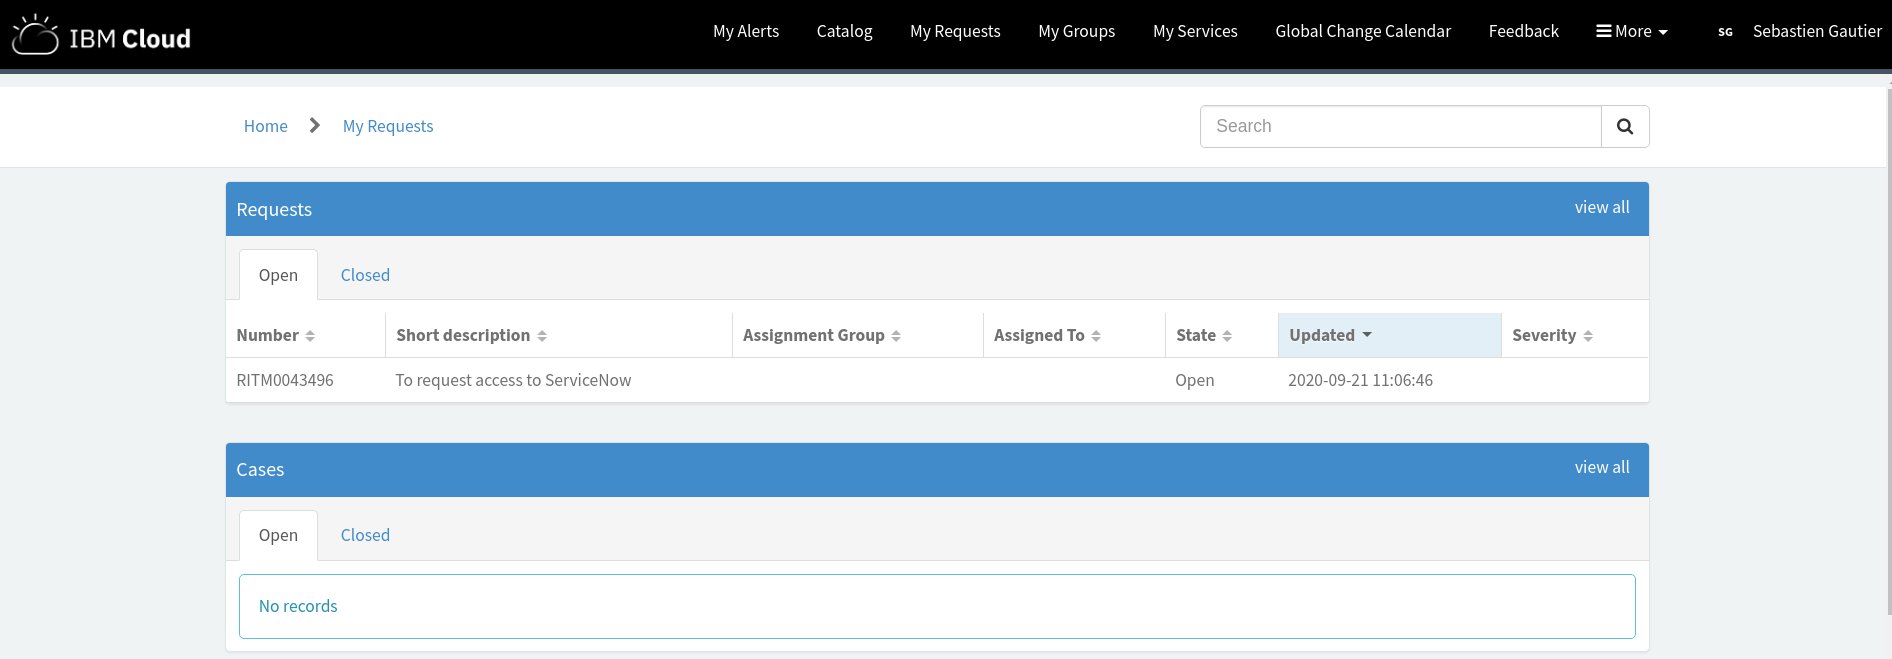 IBM Cloud My Alerts Catalog My Requests My Groups My Services Global Change Calendar Feedback More SG Sebastien Gautier
Home My Requests Search
Requests view all
Open Closed
Number Short description Assignment Group Assigned To State Updated Severity
RITM0043496 To request access to ServiceNow Open 2020-09-21 11:06:46
Cases view all
Open Closed
No records